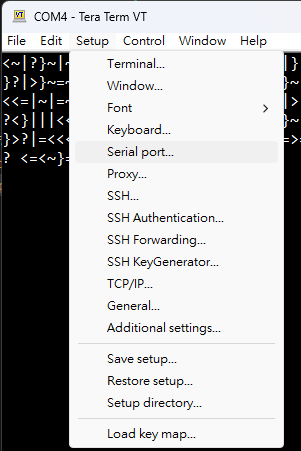 COM4 - Tera Term VT
File Edit Setup Control Window Help
Terminal...
Window...
Font
Keyboard...
Serial port...
Proxy...
SSH...
SSH Authentication...
SSH Forwarding...
SSH KeyGenerator...
TCP/IP...
General...
Additional settings...
Save setup...
Restore setup...
Setup directory...
Load key map...